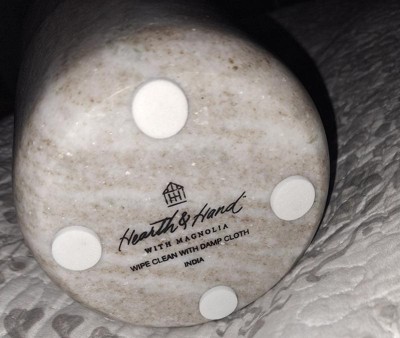 Hearth & Hand
WITH MAGNOLIA
WIPE CLEAN WITH DAMP CLOTH
INDIA